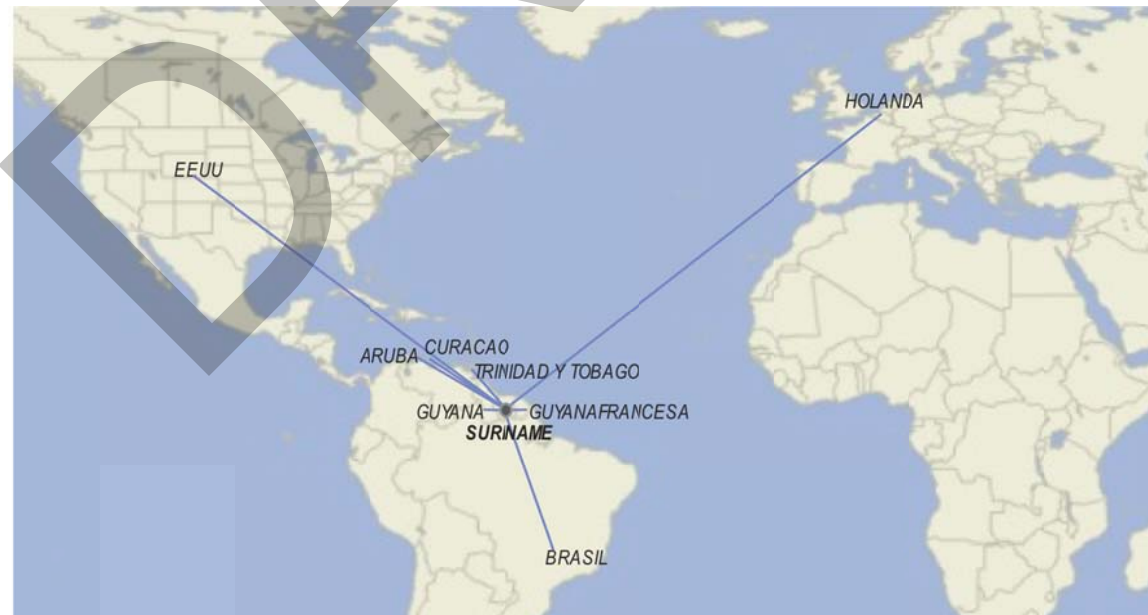 HOLANDA
EEUU
CURACAO
ARUBA
TRINIDAD Y TOBAGO
GUYANA
GUYANAFRANCESA
SURINAME
BRASIL